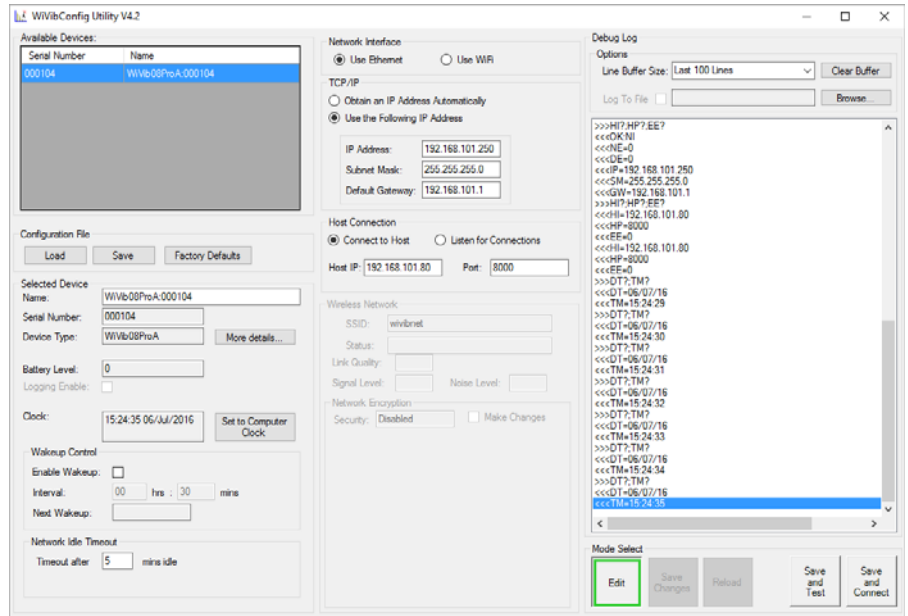 WiVibConfig Utility V4.2
Available Devices:
Serial Number Name
000104 WiVib08ProA:000104
Configuration File
Load Save Factory Defaults
Selected Device
Name: WiVib08ProA:000104
Serial Number: 000104
Device Type: WiVib08ProA More details...
Battery Level: 0
Logging Enable:
Clock: 15:24:35 06/Jul/2016 Set to Computer Clock
Wakeup Control
Enable Wakeup:
Interval: 00 hrs : 30 mins
Next Wakeup:
Network Idle Timeout
Timeout after 5 mins idle
Network Interface
Use Ethernet Use WiFi
TCP/IP
Obtain an IP Address Automatically
Use the Following IP Address
IP Address: 192.168.101.250
Subnet Mask: 255.255.255.0
Default Gateway: 192.168.101.1
Host Connection
Connect to Host Listen for Connections
Host IP: 192.168.101.80 Port: 8000
Wireless Network
SSID: wivibnet
Status:
Link Quality:
Signal Level: Noise Level:
Network Encryption
Security: Disabled Make Changes
Debug Log
Options
Line Buffer Size: Last 100 Lines Clear Buffer
Log To File Browse...
>>>HI?;HP?;EE?
<<<OK:NI
<<<NE=0
<<<DE=0
<<<IP=192.168.101.250
<<<SM=255.255.255.0
<<<GW=192.168.101.1
>>>HI?;HP?;EE?
<<<HI=192.168.101.80
<<<HP=8000
<<<EE=0
<<<HI=192.168.101.80
<<<HP=8000
<<<EE=0
>>>DT?;TM?
<<<DT=06/07/16
<<<TM=15:24:29
>>>DT?;TM?
<<<DT=06/07/16
<<<TM=15:24:30
>>>DT?;TM?
<<<DT=06/07/16
<<<TM=15:24:31
>>>DT?;TM?
<<<DT=06/07/16
<<<TM=15:24:32
>>>DT?;TM?
<<<DT=06/07/16
<<<TM=15:24:33
>>>DT?;TM?
<<<DT=06/07/16
<<<TM=15:24:34
>>>DT?;TM?
<<<DT=06/07/16
<<<TM=15:24:35
Mode Select
Edit Save Changes Reload Save and Test Save and Connect